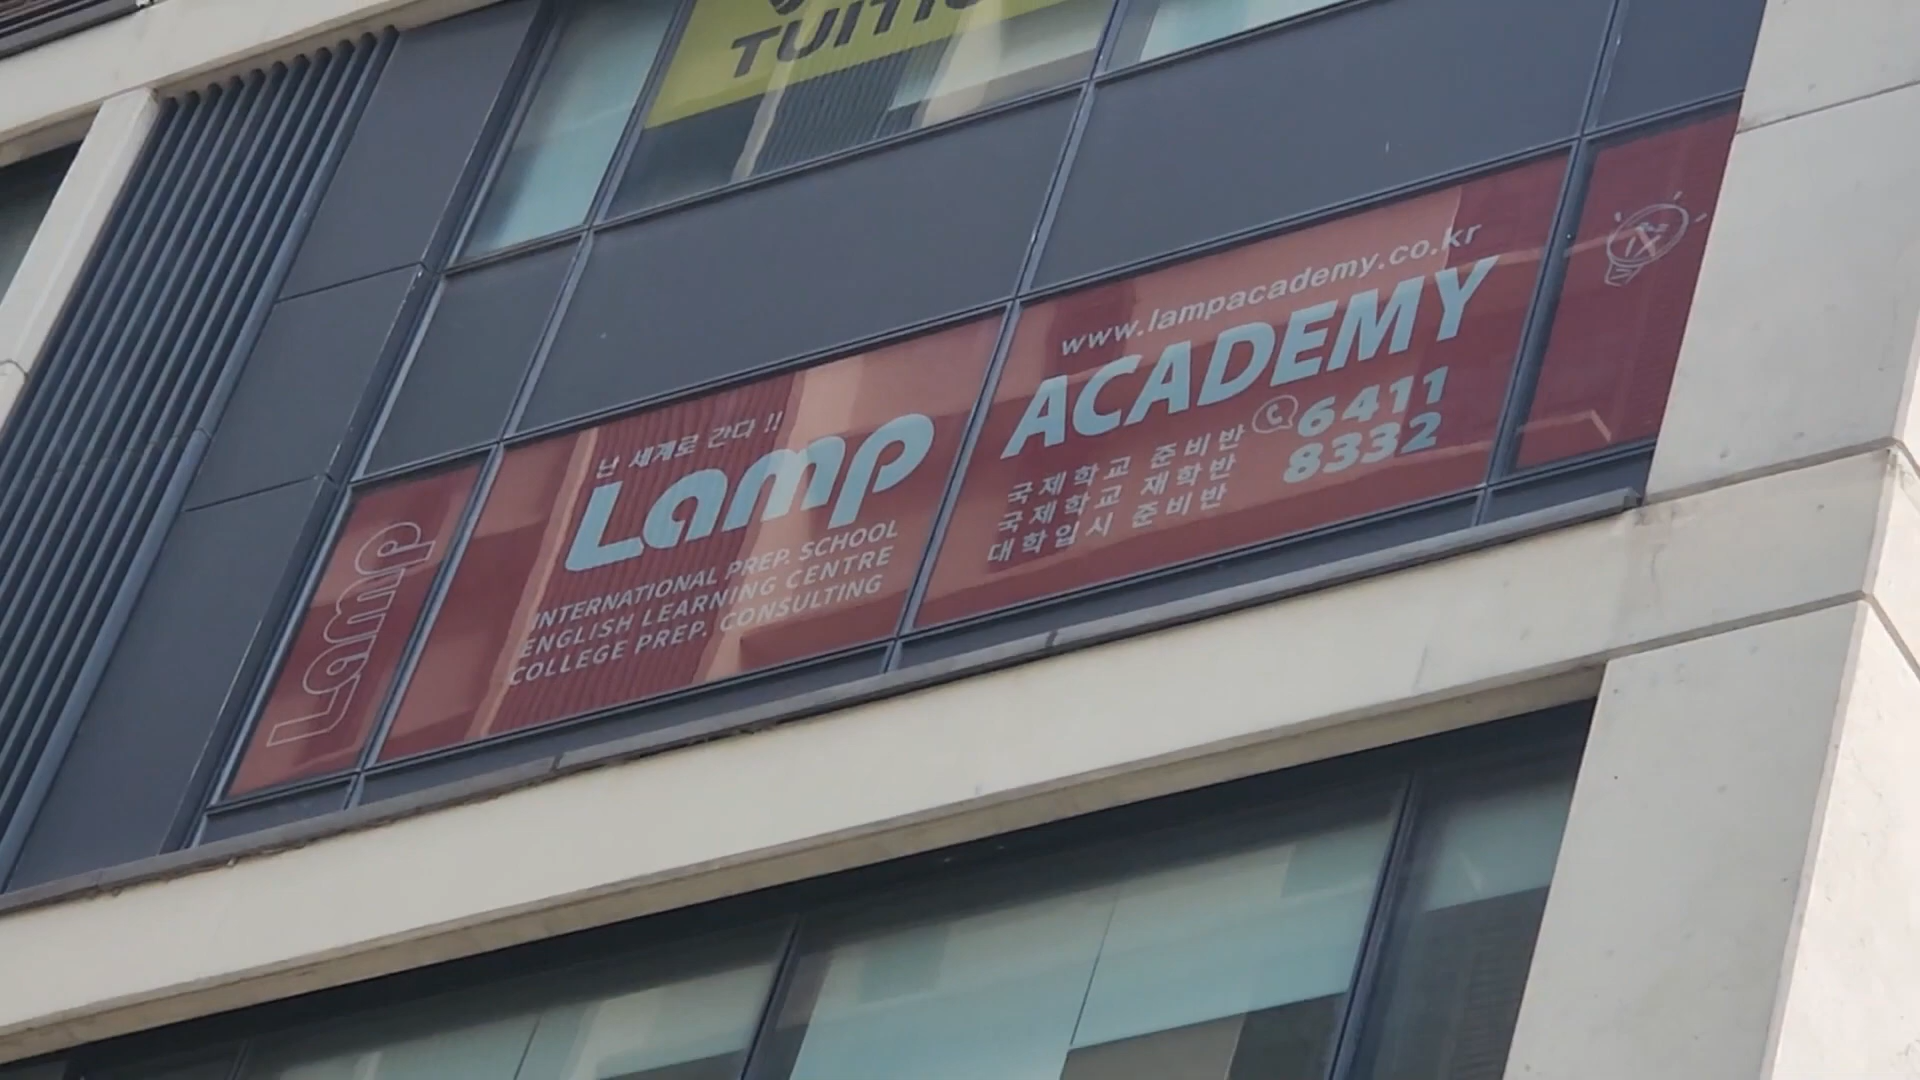 TUITIO
Lamp
난 세계로 간다 !!
Lamp
INTERNATIONAL PREP. SCHOOL
ENGLISH LEARNING CENTRE
COLLEGE PREP. CONSULTING
www.lampacademy.co.kr
ACADEMY
국제학교 준비반
국제학교 재학반
대학입시 준비반
6411
8332